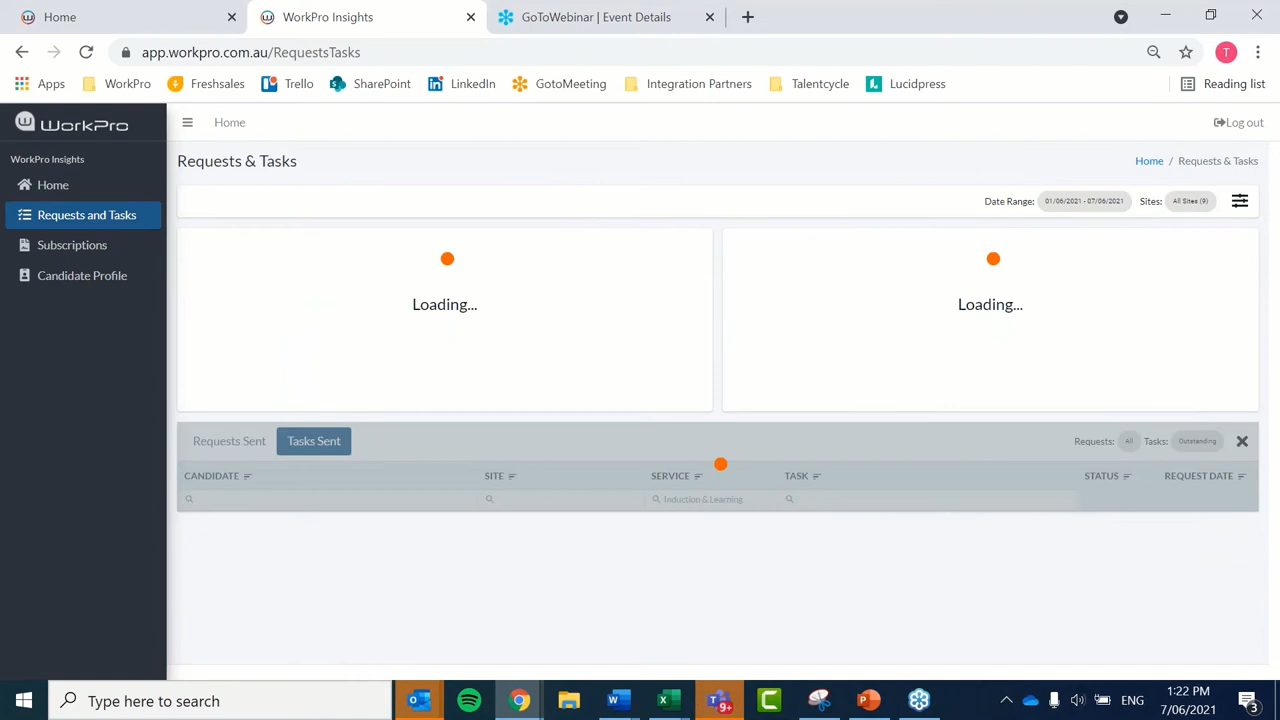 Home
WorkPro Insights
GoToWebinar | Event Details
app.workpro.com.au/RequestsTasks
T
Apps
WorkPro
Freshsales
Trello
SharePoint
LinkedIn
GotoMeeting
Integration Partners
Talentcycle
Lucidpress
Reading list
WorkPro
Home
Log out
WorkPro Insights
Home
Requests and Tasks
Subscriptions
Candidate Profile
Requests & Tasks
Home / Requests & Tasks
Date Range: 01/06/2021 - 07/06/2021 Sites: All Sites (9)
Loading...
Loading...
Requests Sent
Tasks Sent
Requests: All Tasks: Outstanding
CANDIDATE
SITE
SERVICE
TASK
STATUS
REQUEST DATE
Induction & Learning
Type here to search
9+
ENG
1:22 PM
7/06/2021
3